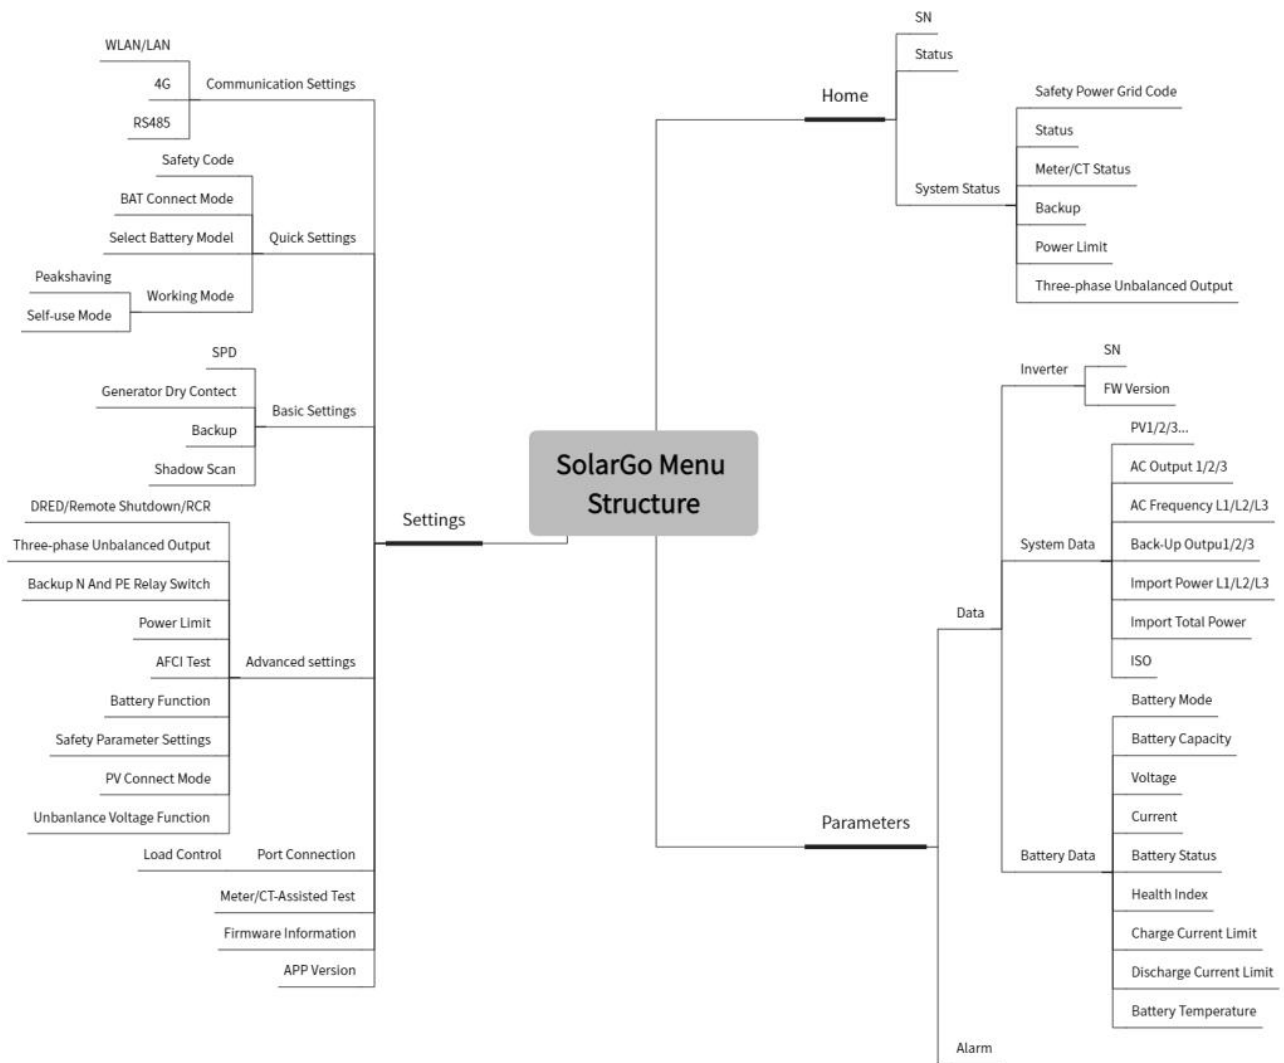 SolarGo Menu
Structure
Home
SN
Status
System Status
Safety Power Grid Code
Status
Meter/CT Status
Backup
Power Limit
Three-phase Unbalanced Output
Parameters
Data
Inverter
SN
FW Version
System Data
PV1/2/3...
AC Output 1/2/3
AC Frequency L1/L2/L3
Back-Up Outpu1/2/3
Import Power L1/L2/L3
Import Total Power
ISO
Battery Data
Battery Mode
Battery Capacity
Voltage
Current
Battery Status
Health Index
Charge Current Limit
Discharge Current Limit
Battery Temperature
Alarm
Settings
Communication Settings
WLAN/LAN
4G
RS485
Quick Settings
Safety Code
BAT Connect Mode
Select Battery Model
Working Mode
Peakshaving
Self-use Mode
Basic Settings
SPD
Generator Dry Contect
Backup
Shadow Scan
Advanced settings
DRED/Remote Shutdown/RCR
Three-phase Unbalanced Output
Backup N And PE Relay Switch
Power Limit
AFCI Test
Battery Function
Safety Parameter Settings
PV Connect Mode
Unbanlance Voltage Function
Port Connection
Load Control
Meter/CT-Assisted Test
Firmware Information
APP Version